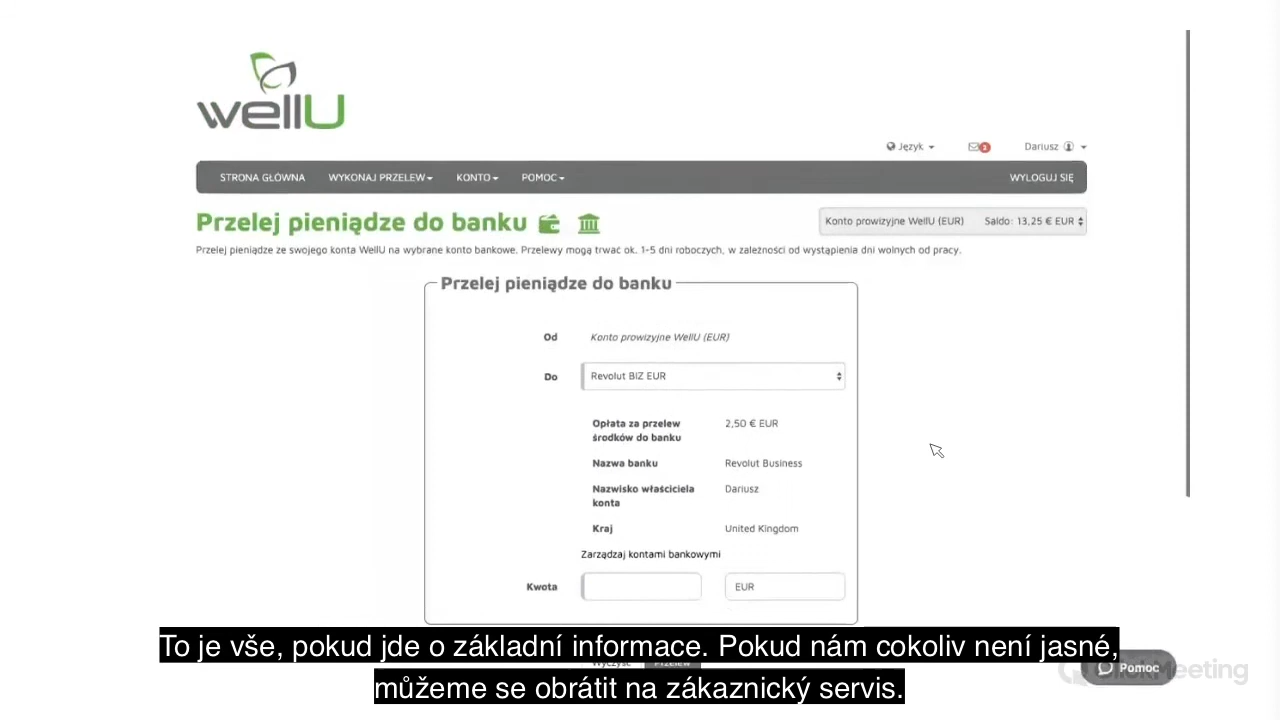 wellU
Język
2
Dariusz
STRONA GŁÓWNA WYKONAJ PRZELEW KONTO POMOC WYLOGUJ SIĘ
Przelej pieniądze do banku
Konto prowizyjne WellU (EUR) Saldo: 13,25 € EUR
Przelej pieniądze ze swojego konta WellU na wybrane konto bankowe. Przelewy mogą trwać ok. 1-5 dni roboczych, w zależności od wystąpienia dni wolnych od pracy.
Przelej pieniądze do banku
Od Konto prowizyjne WellU (EUR)
Do Revolut BIZ EUR
Opłata za przelew 2,50 € EUR
środków do banku
Nazwa banku Revolut Business
Nazwisko właściciela Dariusz
konta
Kraj United Kingdom
Zarządzaj kontami bankowymi
Kwota EUR
To je vše, pokud jde o základní informace. Pokud nám cokoliv není jasné,
můžeme se obrátit na zákaznický servis.
Wyczyść Przelew
Pomoc
ClickMeeting